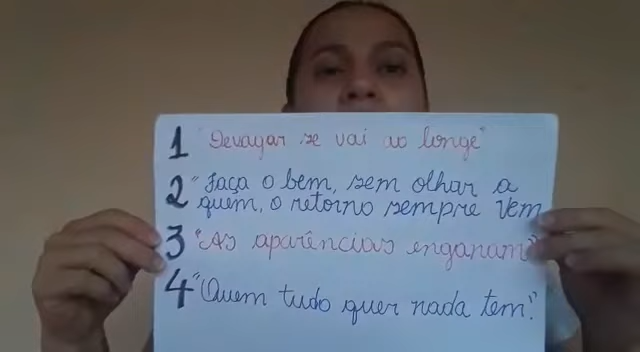 1 "Devagar se vai ao longe"
2 "Faça o bem, sem olhar a
quem, o retorno sempre vem
3 "As aparências enganam"
4 "Quem tudo quer nada tem."